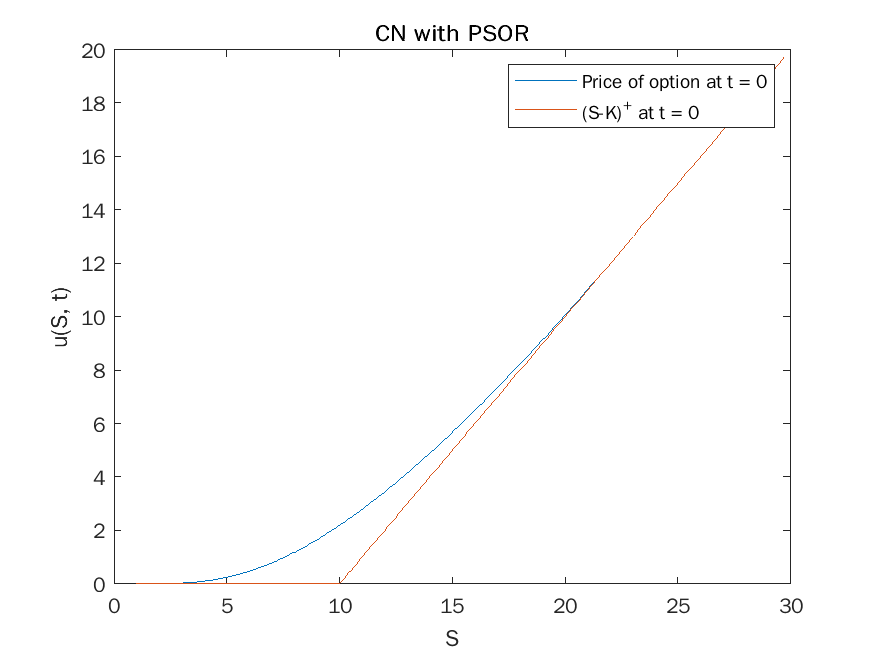 CN with PSOR
Price of option at t = 0
(S-K)⁺ at t = 0
u(S, t)
20
18
16
14
12
10
8
6
4
2
0
0 5 10 15 20 25 30
S